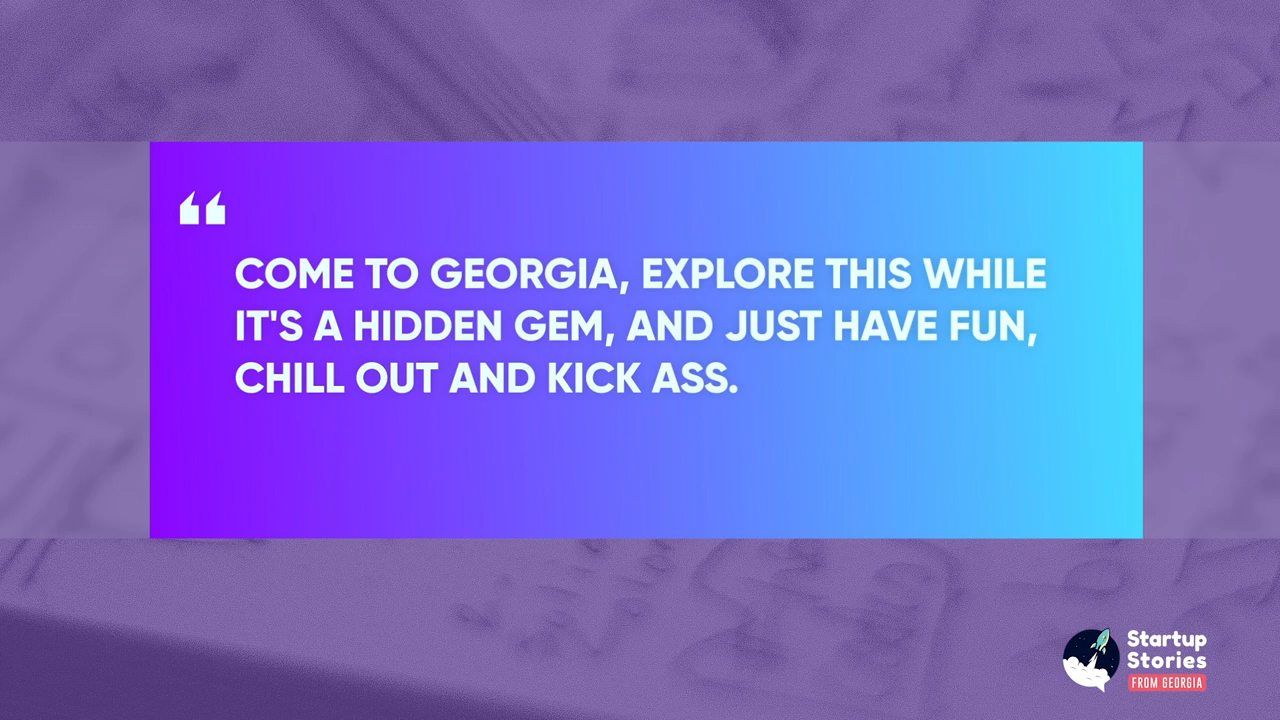 “
COME TO GEORGIA, EXPLORE THIS WHILE
IT'S A HIDDEN GEM, AND JUST HAVE FUN,
CHILL OUT AND KICK ASS.
Startup
Stories
FROM GEORGIA